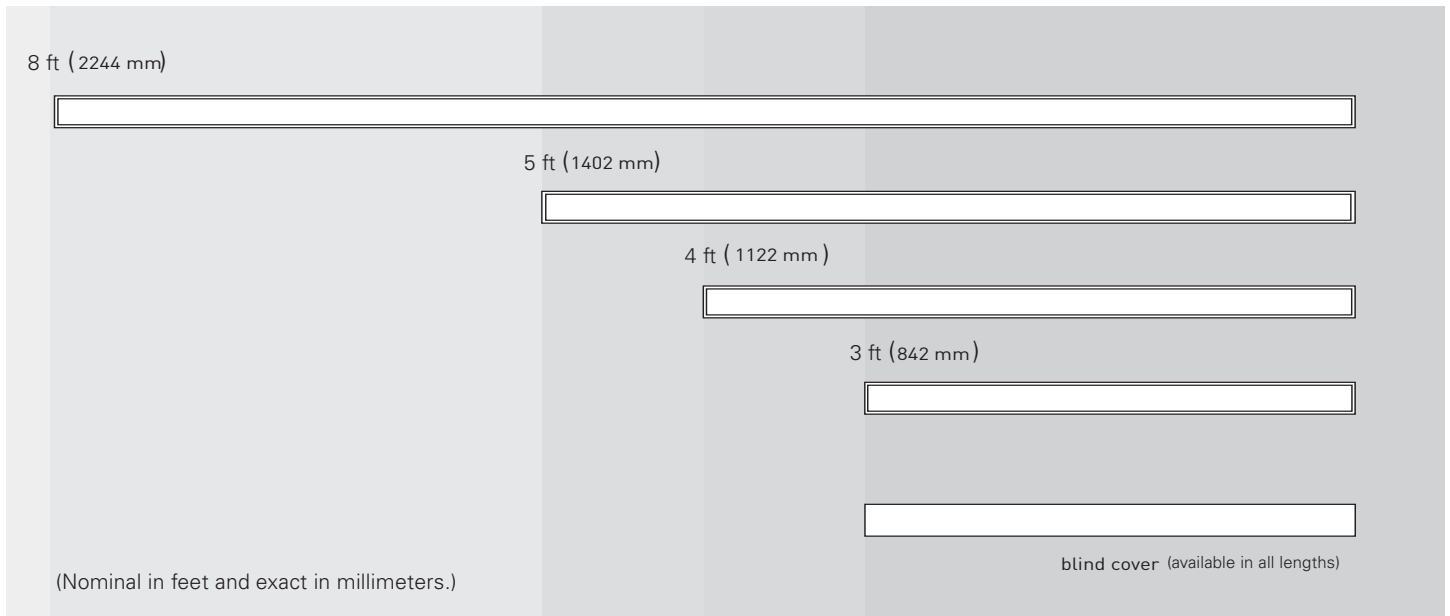 8 ft (2244 mm)
5 ft (1402 mm)
4 ft (1122 mm)
3 ft (842 mm)
blind cover (available in all lengths)
(Nominal in feet and exact in millimeters.)